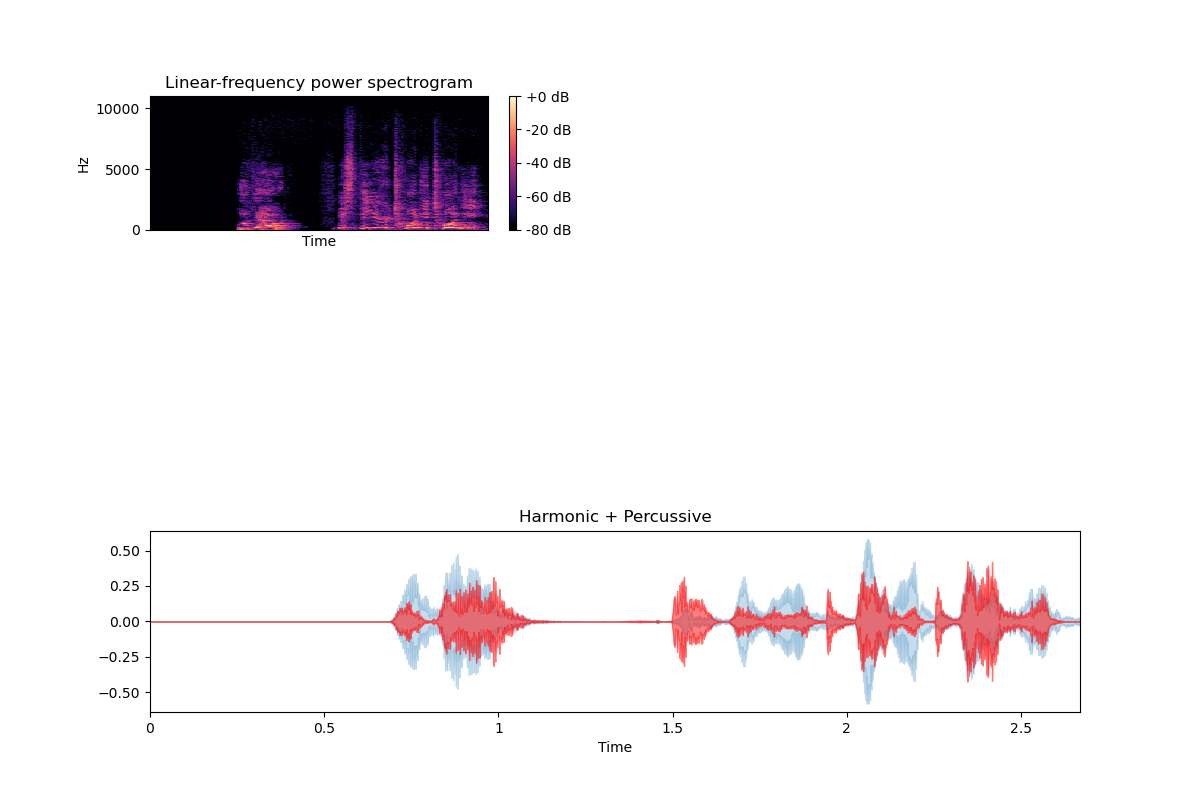 Linear-frequency power spectrogram
10000
5000
0
Hz
Time
+0 dB
-20 dB
-40 dB
-60 dB
-80 dB
Harmonic + Percussive
0.50
0.25
0.00
−0.25
−0.50
0 0.5 1 1.5 2 2.5
Time